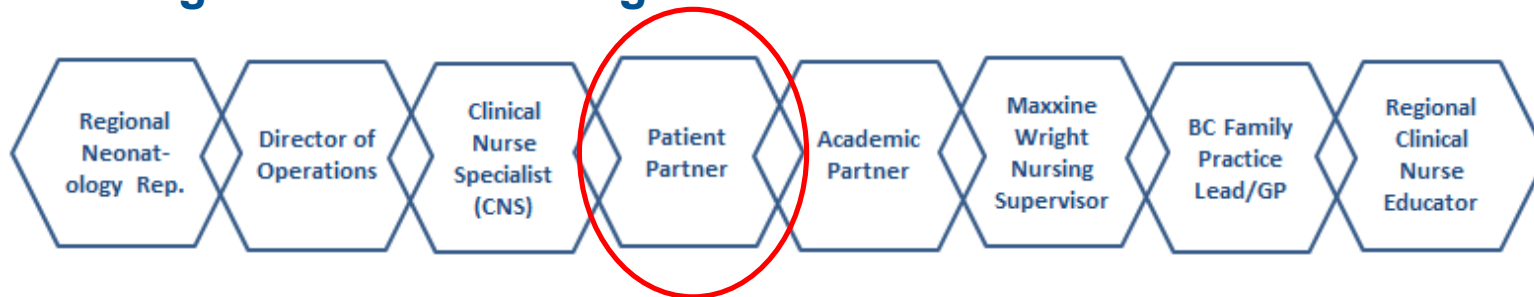 Regional
Neonat-
ology Rep.
Director of
Operations
Clinical
Nurse
Specialist
(CNS)
Patient
Partner
Academic
Partner
Maxxine
Wright
Nursing
Supervisor
BC Family
Practice
Lead/GP
Regional
Clinical
Nurse
Educator